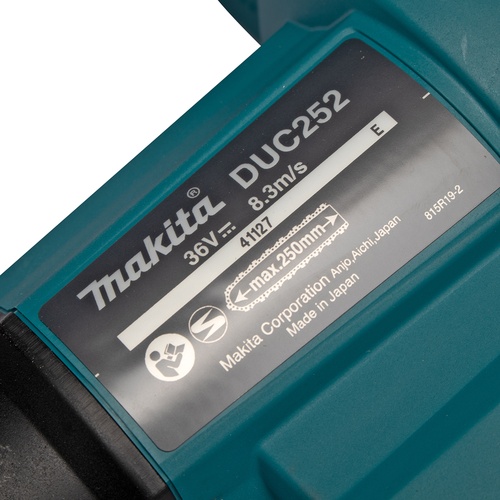 makita® DUC252
36V⎓ 8.3m/s
41127 E
max.250mm
Makita Corporation Anjo,Aichi,Japan
Made in Japan 815R19-2